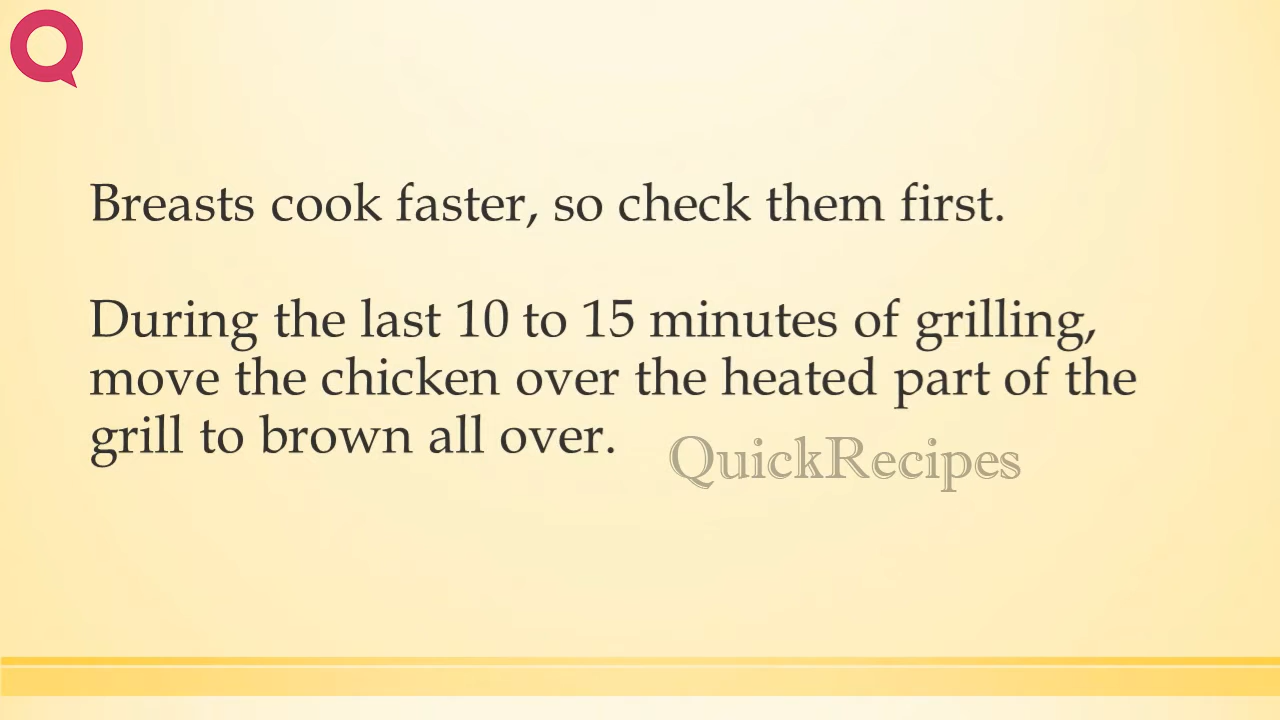 Breasts cook faster, so check them first.
During the last 10 to 15 minutes of grilling,
move the chicken over the heated part of the
grill to brown all over.
QuickRecipes